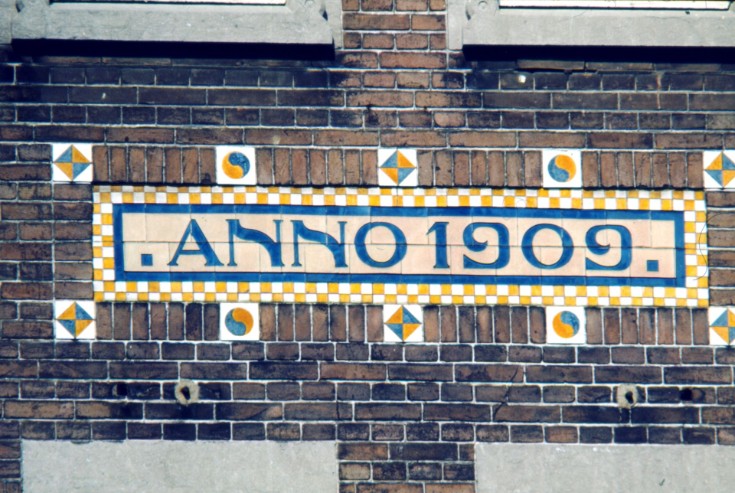 . ANNO 1909.